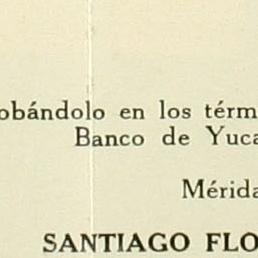 obándolo en los térm
Banco de Yuca
Mérida
SANTIAGO FLO